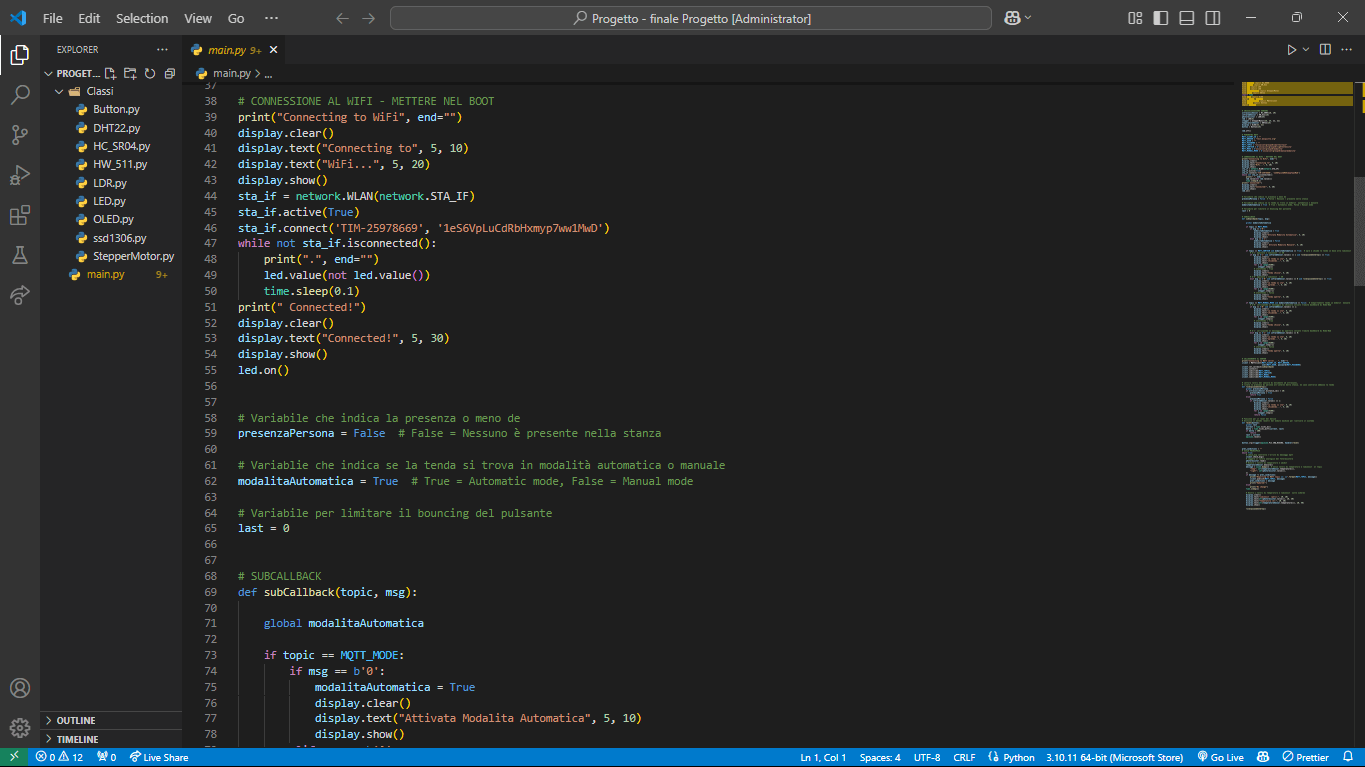 File Edit Selection View Go ...
Progetto - finale Progetto [Administrator]
EXPLORER
PROGET...
Classi
Button.py
DHT22.py
HC_SR04.py
HW_511.py
LDR.py
LED.py
OLED.py
ssd1306.py
StepperMotor.py
main.py 9+
OUTLINE
TIMELINE
main.py 9+
main.py > ...
37
38 # CONNESSIONE AL WIFI - METTERE NEL BOOT
39 print("Connecting to WiFi", end="")
40 display.clear()
41 display.text("Connecting to", 5, 10)
42 display.text("WiFi...", 5, 20)
43 display.show()
44 sta_if = network.WLAN(network.STA_IF)
45 sta_if.active(True)
46 sta_if.connect('TIM-25978669', '1eS6VpLuCdRbHxmyp7ww1MwD')
47 while not sta_if.isconnected():
48     print(".", end="")
49     led.value(not led.value())
50     time.sleep(0.1)
51 print(" Connected!")
52 display.clear()
53 display.text("Connected!", 5, 30)
54 display.show()
55 led.on()
56
57
58 # Variabile che indica la presenza o meno de
59 presenzaPersona = False  # False = Nessuno è presente nella stanza
60
61 # Variablie che indica se la tenda si trova in modalità automatica o manuale
62 modalitaAutomatica = True  # True = Automatic mode, False = Manual mode
63
64 # Variabile per limitare il bouncing del pulsante
65 last = 0
66
67
68 # SUBCALLBACK
69 def subCallback(topic, msg):
70
71     global modalitaAutomatica
72
73     if topic == MQTT_MODE:
74         if msg == b'0':
75             modalitaAutomatica = True
76             display.clear()
77             display.text("Attivata Modalita Automatica", 5, 10)
78             display.show()
0 12 0 Live Share
Ln 1, Col 1 Spaces: 4 UTF-8 CRLF Python 3.10.11 64-bit (Microsoft Store) Go Live Prettier